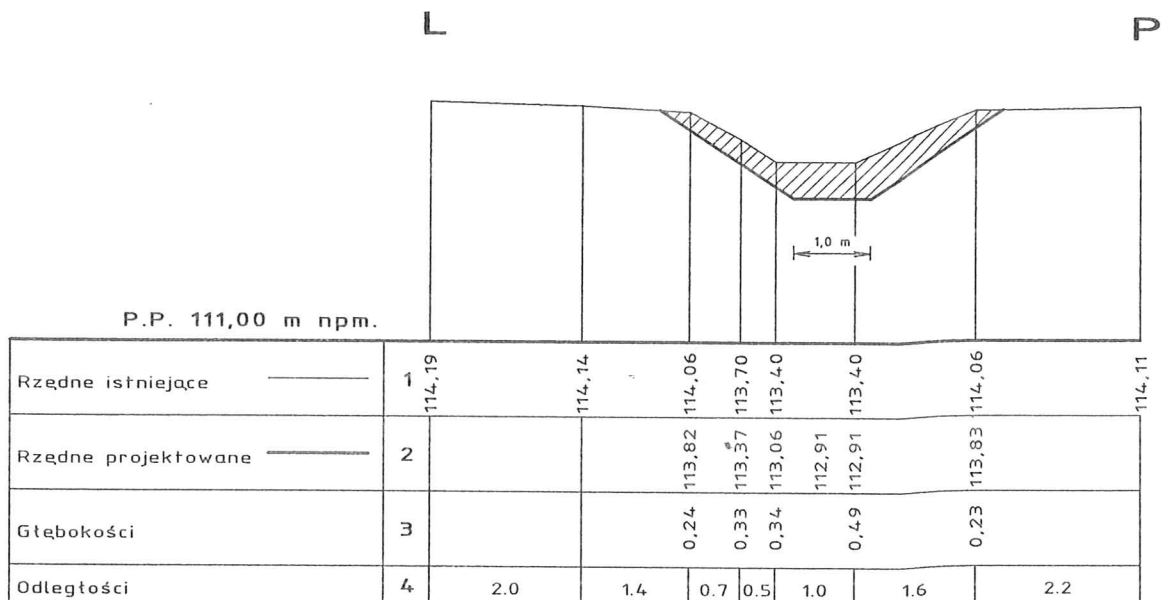 L P
1,0 m
P.P. 111,00 m npm.
Rzędne istniejące 1 114,19 114,14 114,06 113,70 113,40 113,40 114,06 114,11
Rzędne projektowane 2 113,82 113,37 113,06 112,91 112,91 113,83
Głębokości 3 0,24 0,33 0,34 0,49 0,23
Odległości 4 2.0 1.4 0.7 0.5 1.0 1.6 2.2